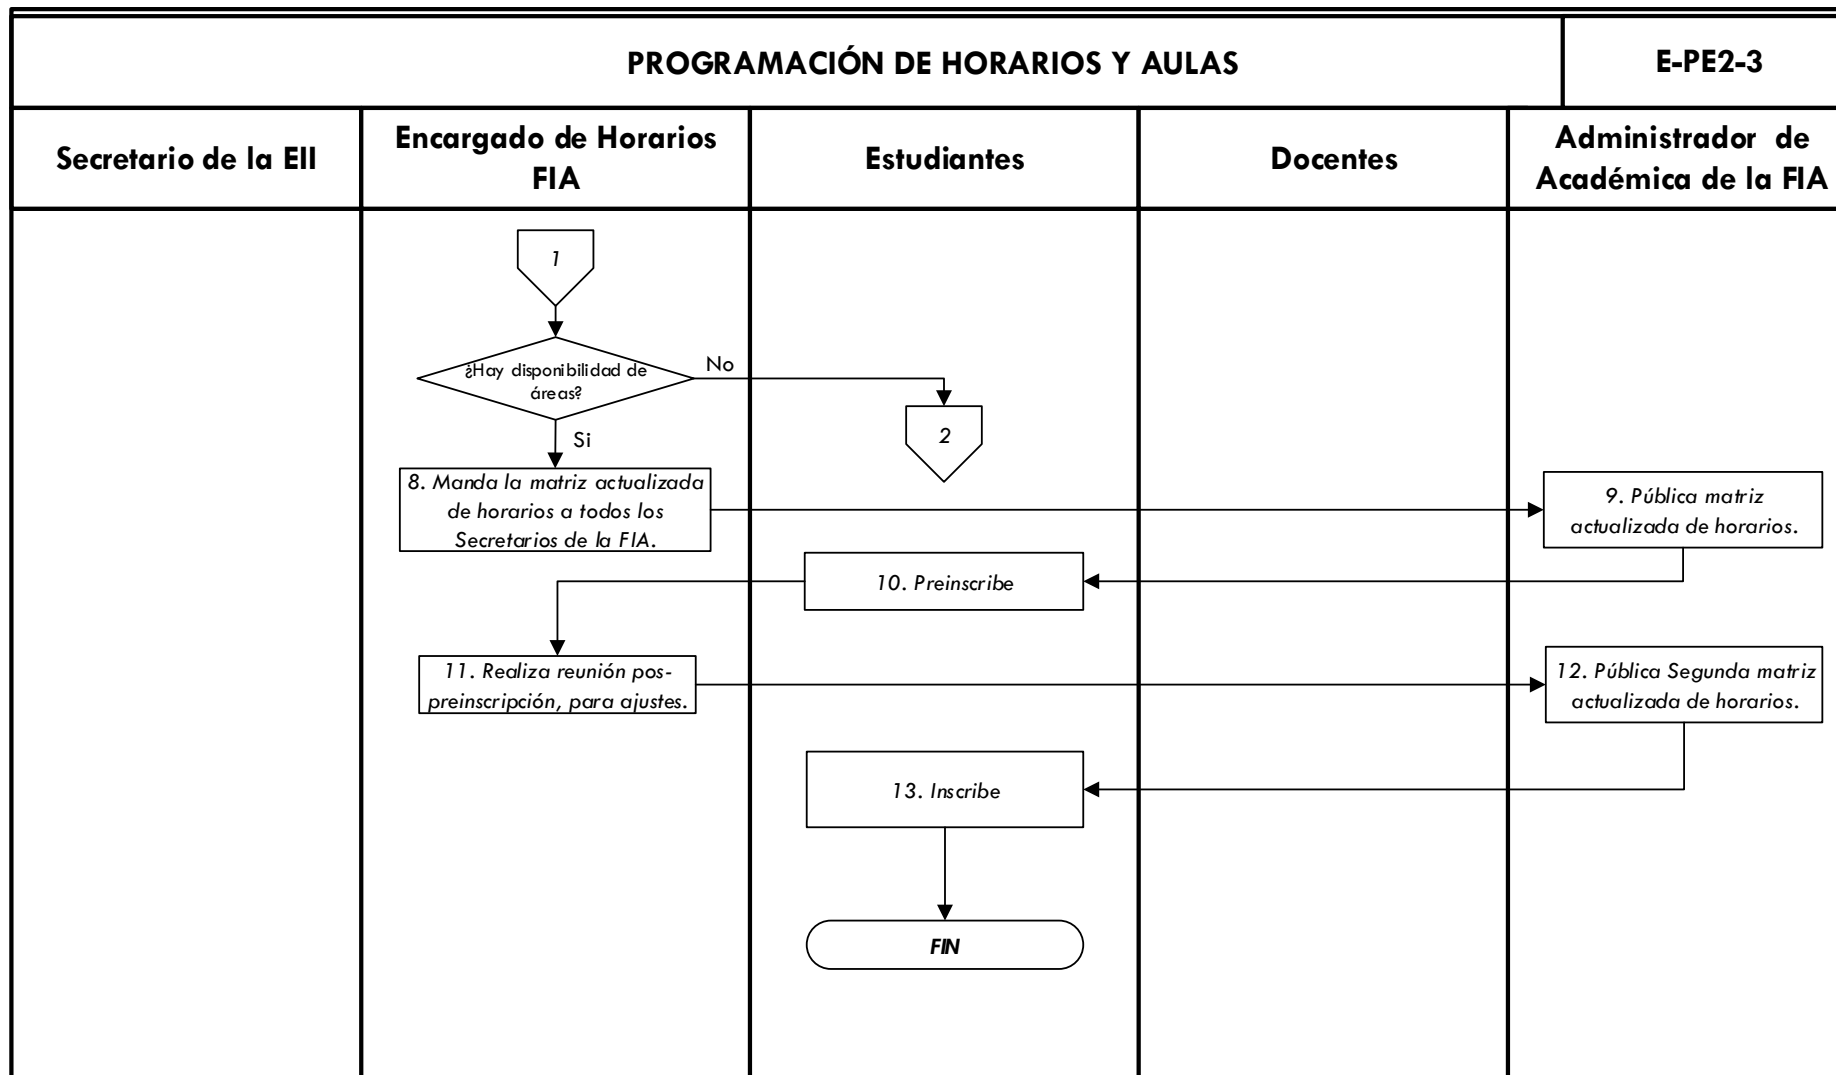 PROGRAMACIÓN DE HORARIOS Y AULAS
E-PE2-3
Secretario de la EII
Encargado de Horarios
FIA
Estudiantes
Docentes
Administrador de
Académica de la FIA
1
¿Hay disponibilidad de
áreas?
No
2
Si
8. Manda la matriz actualizada
de horarios a todos los
Secretarios de la FIA.
9. Pública matriz
actualizada de horarios.
10. Preinscribe
11. Realiza reunión pos-
preinscripción, para ajustes.
12. Pública Segunda matriz
actualizada de horarios.
13. Inscribe
FIN